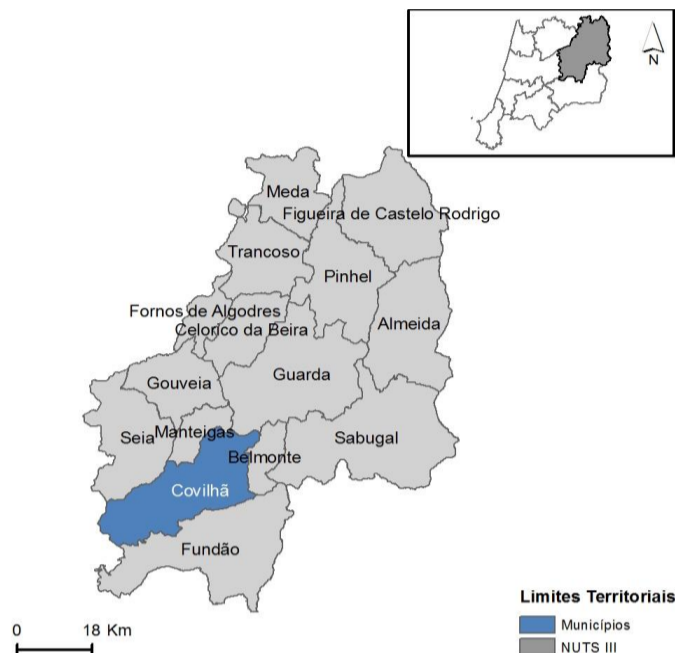 N
Meda
Figueira de Castelo Rodrigo
Trancoso
Pinhel
Fornos de Algodres
Almeida
Celorico da Beira
Guarda
Gouveia
Manteigas
Seia
Sabugal
Belmonte
Covilhã
Fundão
Limites Territoriais
0 18 Km
Municípios
NUTS III